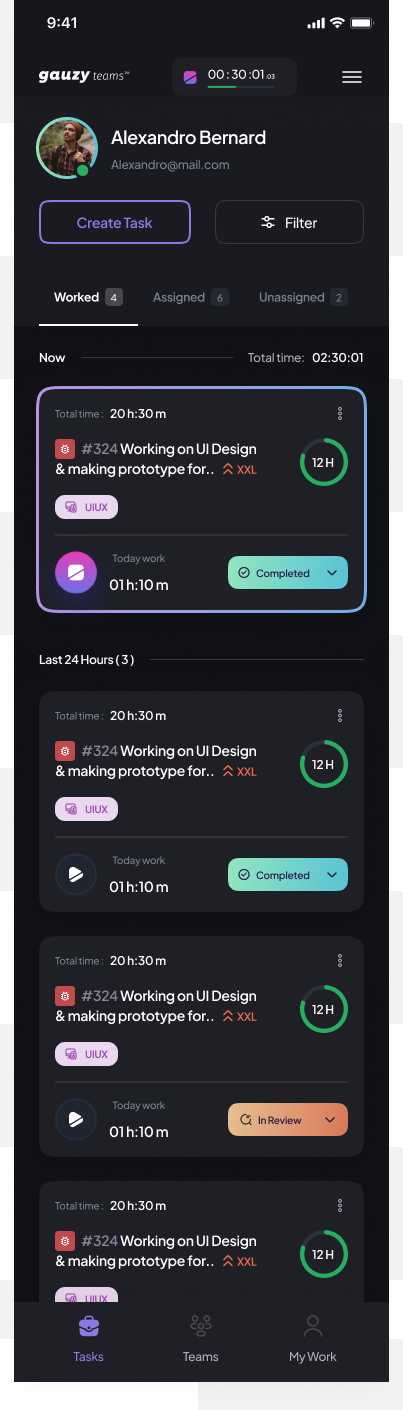 9:41
gauzy teams™
00:30:01:03
Alexandro Bernard
Alexandro@mail.com
Create Task
Filter
Worked 4 Assigned 6 Unassigned 2
Now Total time: 02:30:01
Total time : 20 h:30 m
#324 Working on UI Design
& making prototype for.. XXL
12 H
UIUX
Today work
01 h:10 m
Completed
Last 24 Hours ( 3 )
Total time : 20 h:30 m
#324 Working on UI Design
& making prototype for.. XXL
12 H
UIUX
Today work
01 h:10 m
Completed
Total time : 20 h:30 m
#324 Working on UI Design
& making prototype for.. XXL
12 H
UIUX
Today work
01 h:10 m
In Review
Total time : 20 h:30 m
#324 Working on UI Design
& making prototype for.. XXL
12 H
UIUX
Tasks Teams My Work